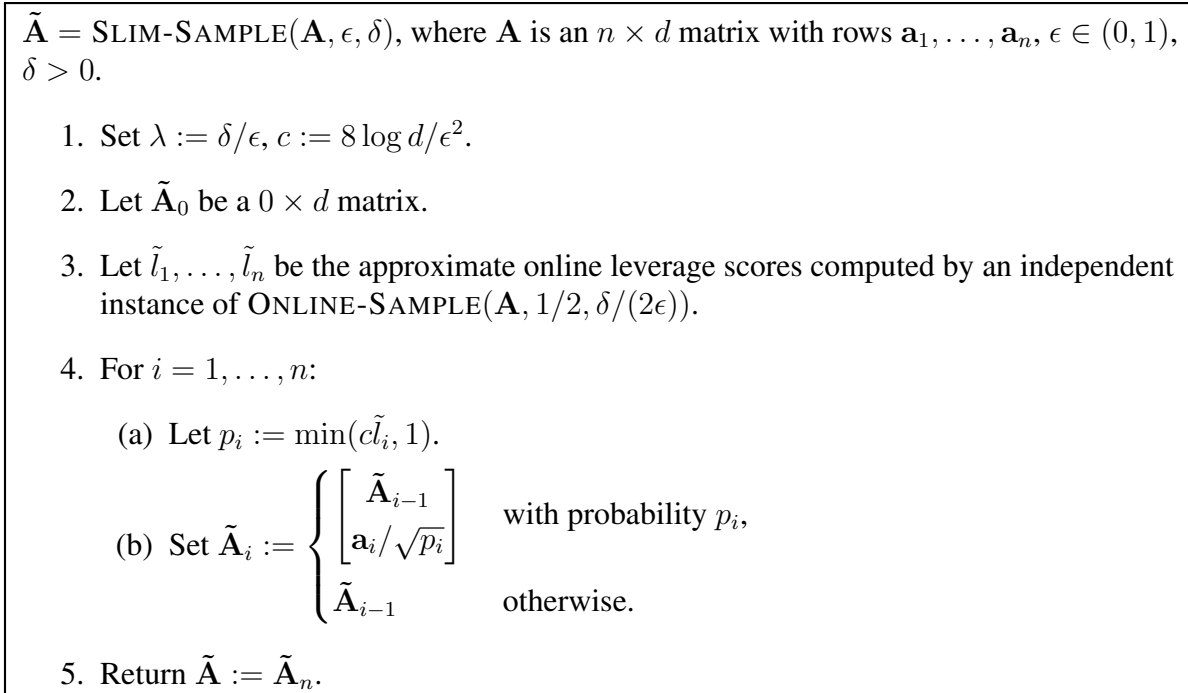 Ã = SLIM-SAMPLE(A, ϵ, δ), where A is an n × d matrix with rows a₁, . . . , aₙ, ϵ ∈ (0, 1),
δ > 0.
1. Set λ := δ/ϵ, c := 8 log d/ϵ².
2. Let Ã₀ be a 0 × d matrix.
3. Let l̃₁, . . . , l̃ₙ be the approximate online leverage scores computed by an independent
instance of ONLINE-SAMPLE(A, 1/2, δ/(2ϵ)).
4. For i = 1, . . . , n:
(a) Let pᵢ := min(cl̃ᵢ, 1).
(b) Set Ãᵢ := { [Ãᵢ₋₁
aᵢ/√pᵢ] with probability pᵢ,
Ãᵢ₋₁ otherwise.
5. Return Ã := Ãₙ.